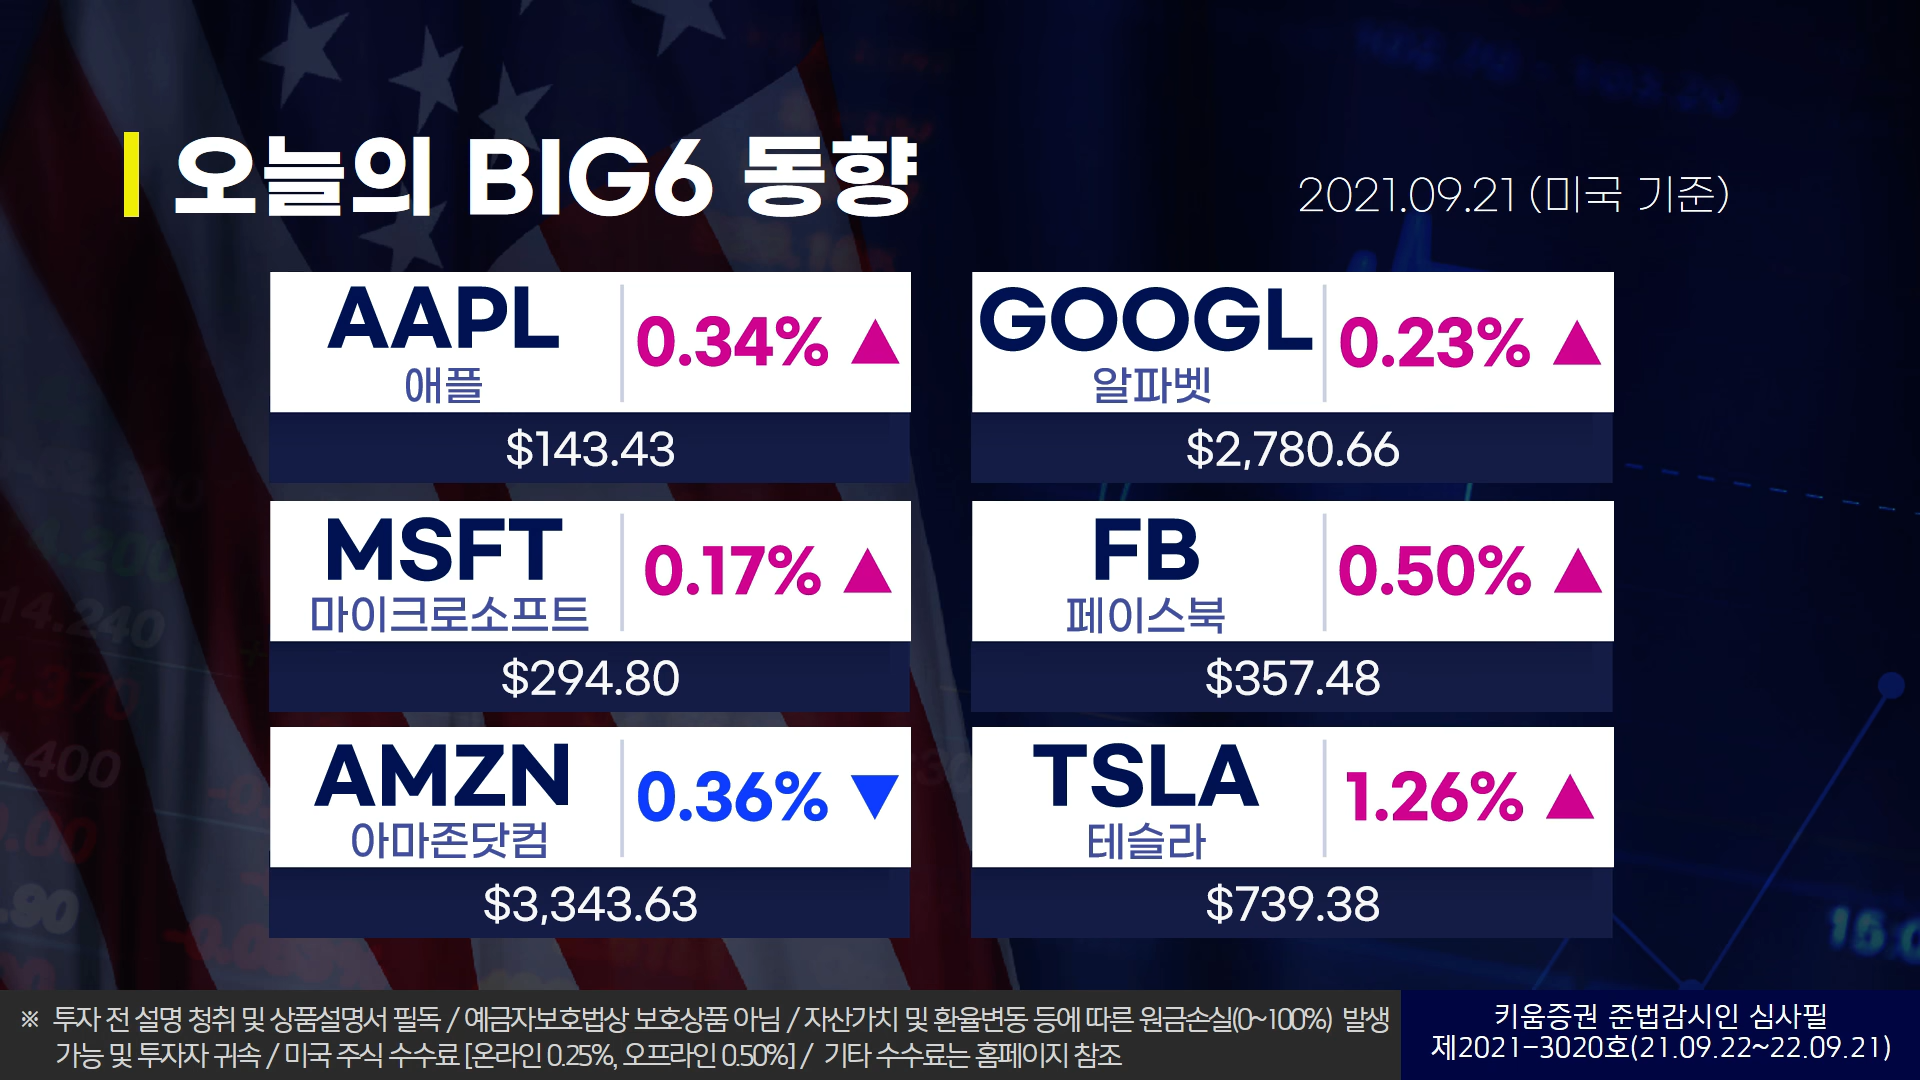 오늘의 BIG6 동향
2021.09.21 (미국 기준)
AAPL
애플
0.34% ▲
$143.43
GOOGL
알파벳
0.23% ▲
$2,780.66
MSFT
마이크로소프트
0.17% ▲
$294.80
FB
페이스북
0.50% ▲
$357.48
AMZN
아마존닷컴
0.36% ▼
$3,343.63
TSLA
테슬라
1.26% ▲
$739.38
※ 투자 전 설명 청취 및 상품설명서 필독 / 예금자보호법상 보호상품 아님 / 자산가치 및 환율변동 등에 따른 원금손실(0~100%) 발생
가능 및 투자자 귀속 / 미국 주식 수수료 [온라인 0.25%, 오프라인 0.50%] / 기타 수수료는 홈페이지 참조
키움증권 준법감시인 심사필
제2021-3020호(21.09.22~22.09.21)
14.240
.400
.90